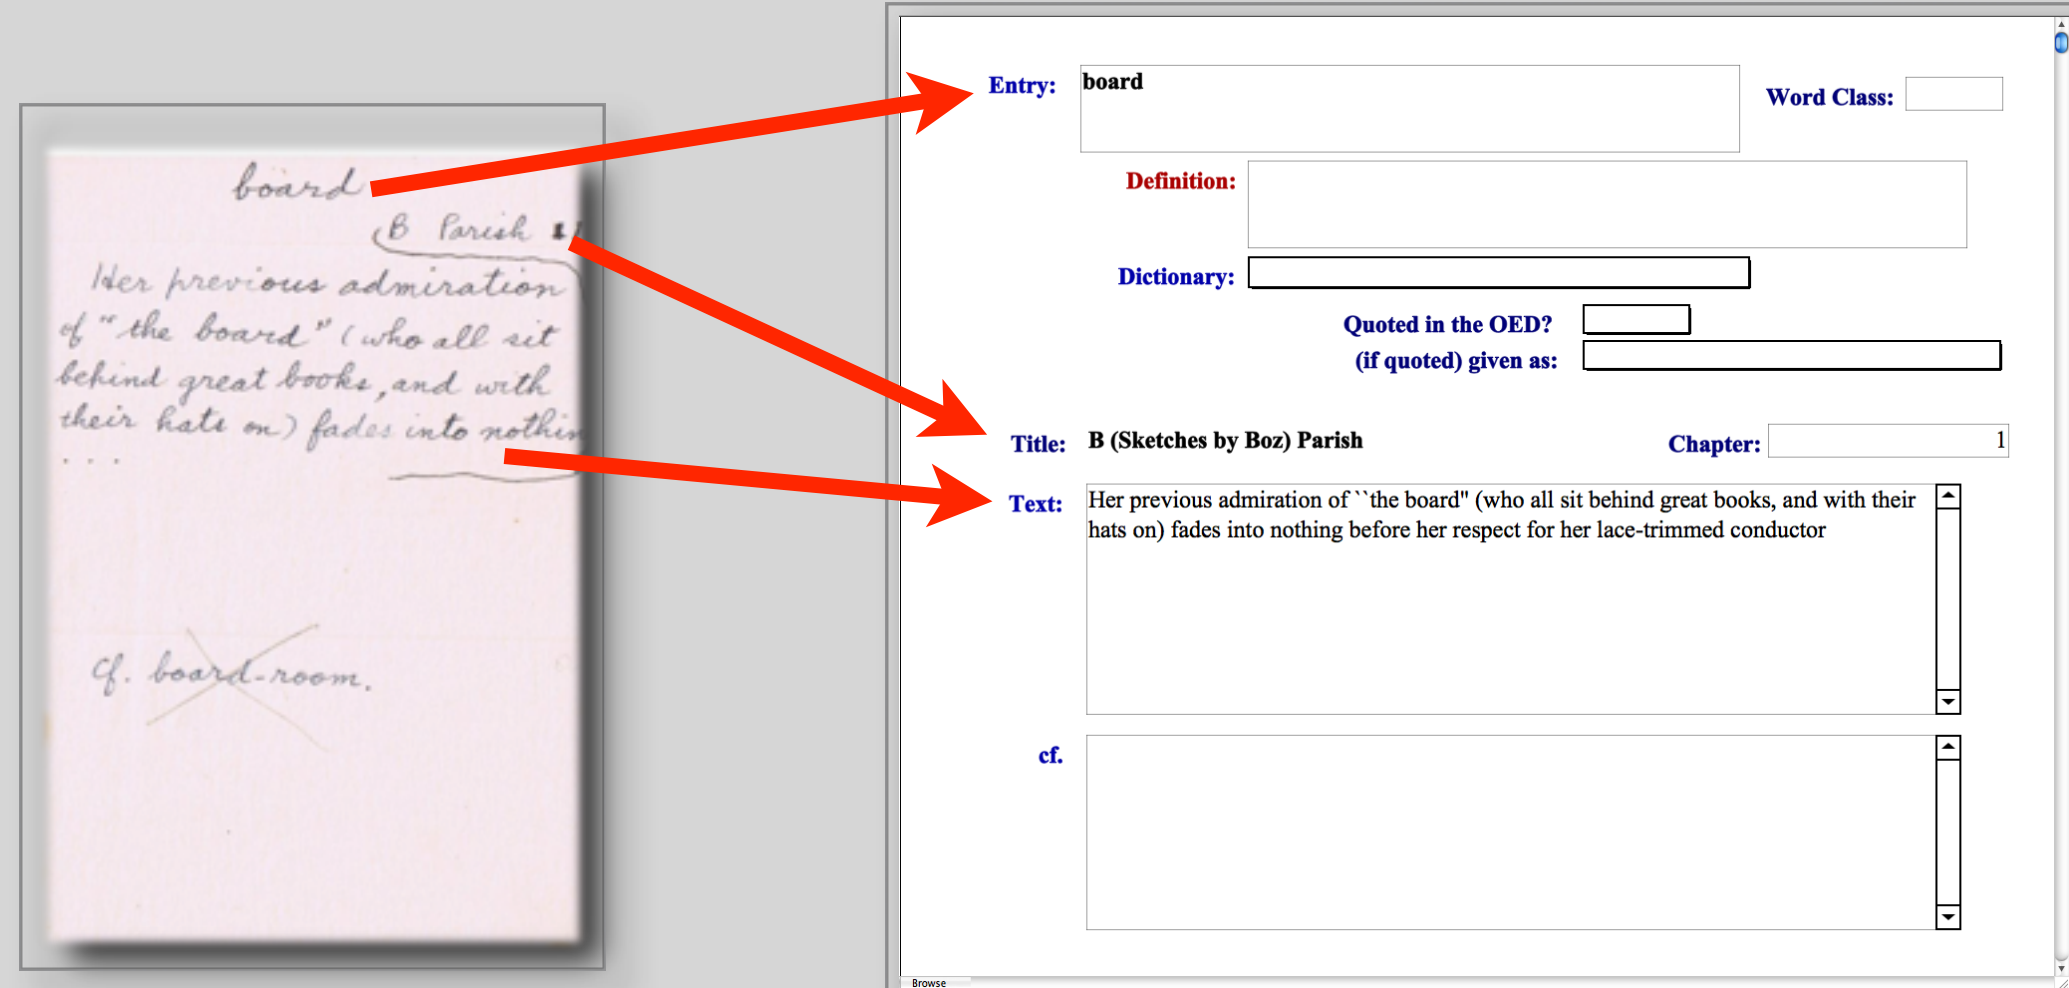 board
B Parish 1
Her previous admiration
of "the board" (who all sit
behind great books, and with
their hats on) fades into nothin
...
cf. board-room.
Entry: board
Word Class:
Definition:
Dictionary:
Quoted in the OED?
(if quoted) given as:
Title: B (Sketches by Boz) Parish
Chapter: 1
Text: Her previous admiration of ``the board" (who all sit behind great books, and with their
hats on) fades into nothing before her respect for her lace-trimmed conductor
cf.
Browse